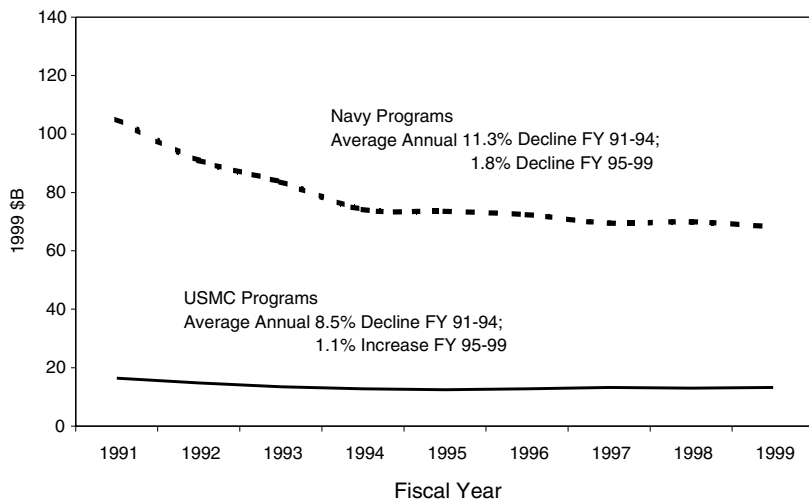 140
120
100
80
60
40
20
0
1999 $B
Navy Programs
Average Annual 11.3% Decline FY 91-94;
1.8% Decline FY 95-99
USMC Programs
Average Annual 8.5% Decline FY 91-94;
1.1% Increase FY 95-99
1991 1992 1993 1994 1995 1996 1997 1998 1999
Fiscal Year